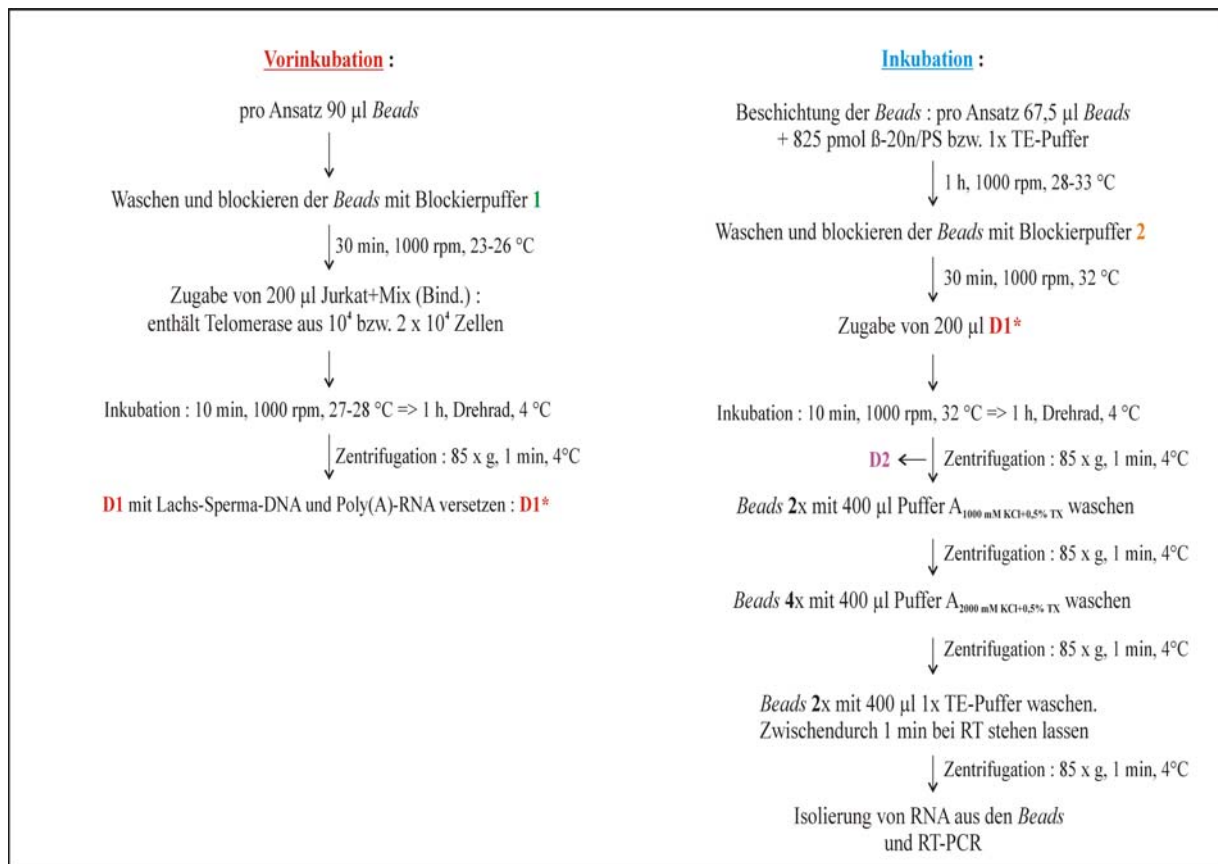 Vorinkubation :
pro Ansatz 90 µl Beads
Waschen und blockieren der Beads mit Blockierpuffer 1
30 min, 1000 rpm, 23-26 °C
Zugabe von 200 µl Jurkat+Mix (Bind.) :
enthält Telomerase aus 10⁴ bzw. 2 x 10⁴ Zellen
Inkubation : 10 min, 1000 rpm, 27-28 °C => 1 h, Drehrad, 4 °C
Zentrifugation : 85 x g, 1 min, 4°C
D1 mit Lachs-Sperma-DNA und Poly(A)-RNA versetzen : D1*
Inkubation :
Beschichtung der Beads : pro Ansatz 67,5 µl Beads
+ 825 pmol ß-20n/PS bzw. 1x TE-Puffer
1 h, 1000 rpm, 28-33 °C
Waschen und blockieren der Beads mit Blockierpuffer 2
30 min, 1000 rpm, 32 °C
Zugabe von 200 µl D1*
Inkubation : 10 min, 1000 rpm, 32 °C => 1 h, Drehrad, 4 °C
D2 ← Zentrifugation : 85 x g, 1 min, 4°C
Beads 2x mit 400 µl Puffer A1000 mM KCl+0,5% TX waschen
Zentrifugation : 85 x g, 1 min, 4°C
Beads 4x mit 400 µl Puffer A2000 mM KCl+0,5% TX waschen
Zentrifugation : 85 x g, 1 min, 4°C
Beads 2x mit 400 µl 1x TE-Puffer waschen.
Zwischendurch 1 min bei RT stehen lassen
Zentrifugation : 85 x g, 1 min, 4°C
Isolierung von RNA aus den Beads
und RT-PCR